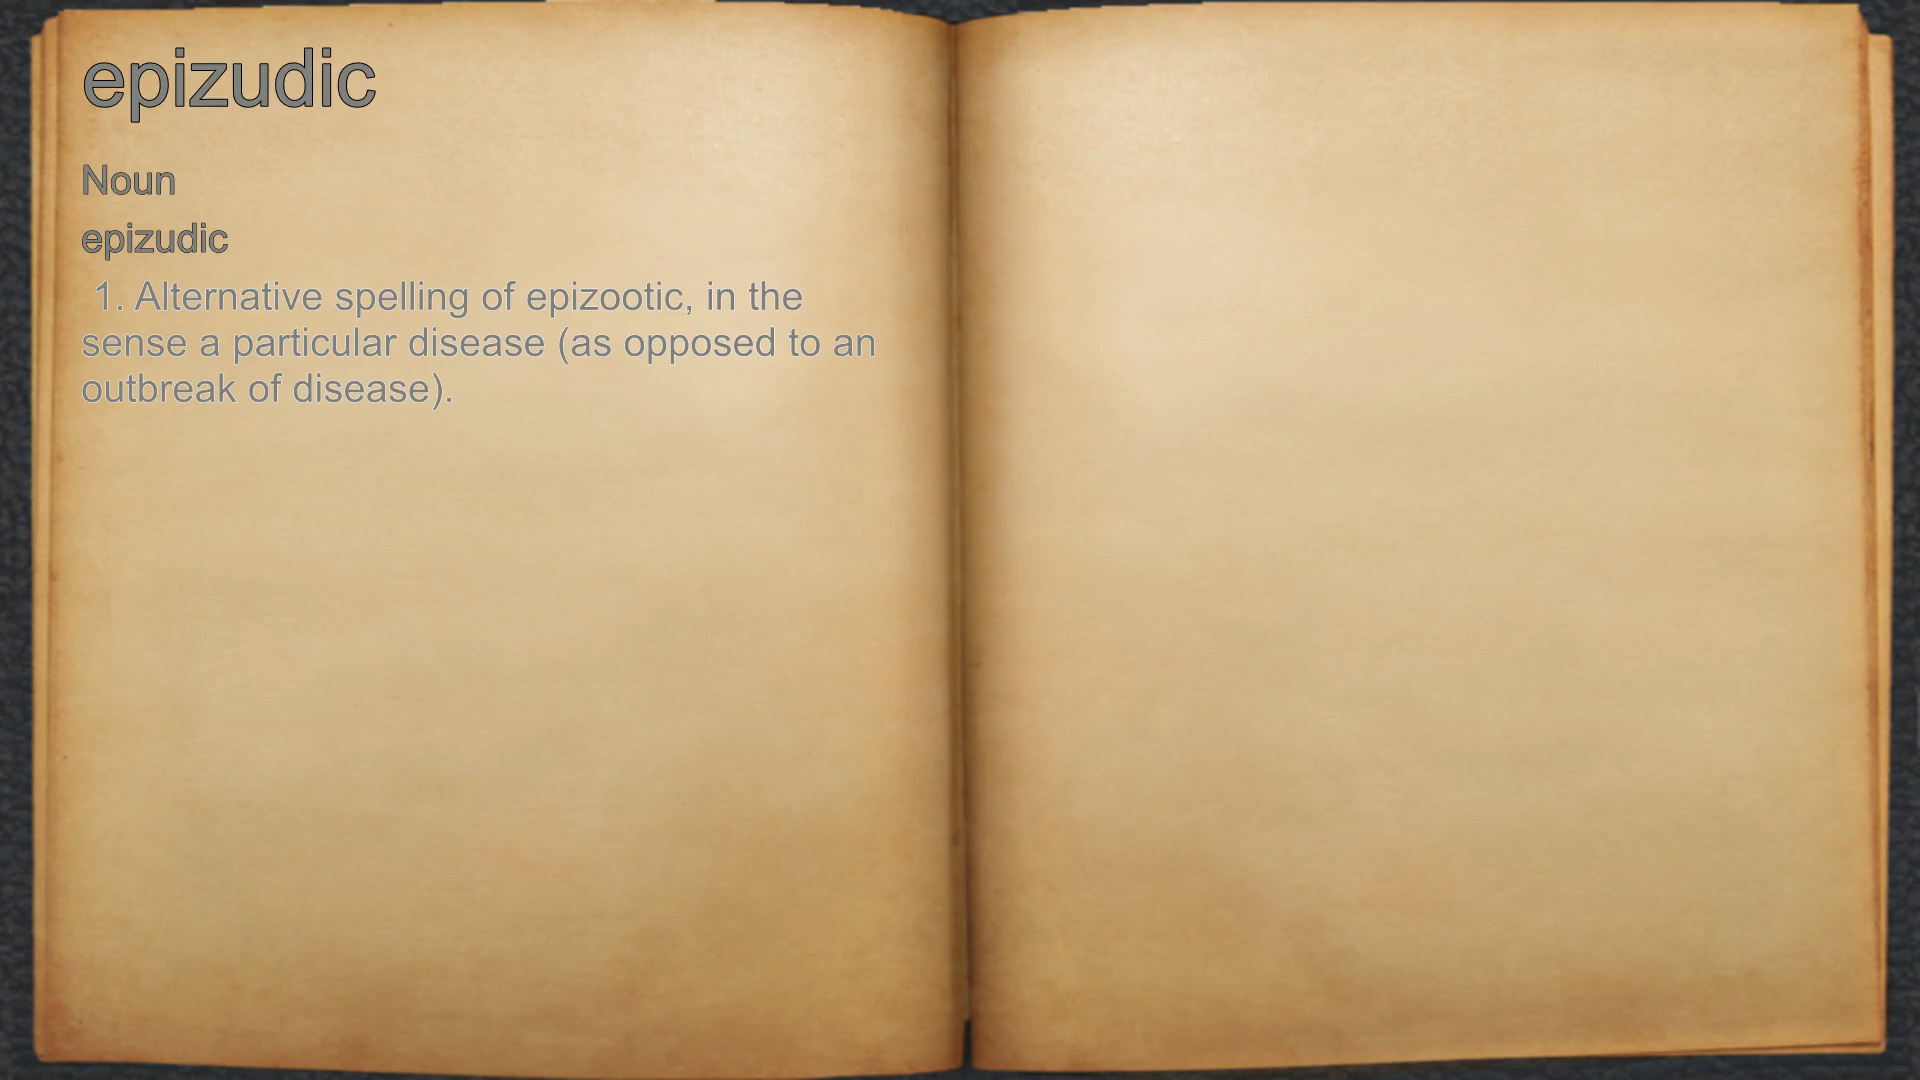 epizudic
Noun
epizudic
1. Alternative spelling of epizootic, in the
sense a particular disease (as opposed to an
outbreak of disease).